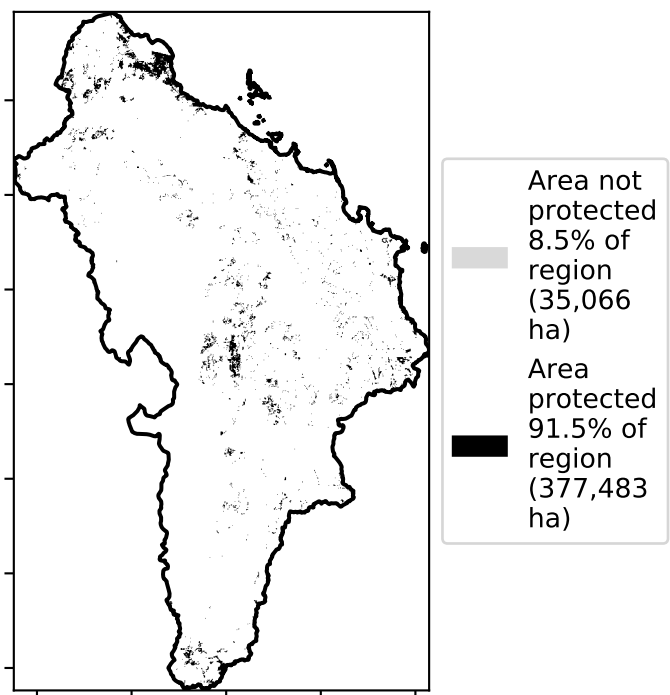 Area not
protected
8.5% of
region
(35,066
ha)
Area
protected
91.5% of
region
(377,483
ha)